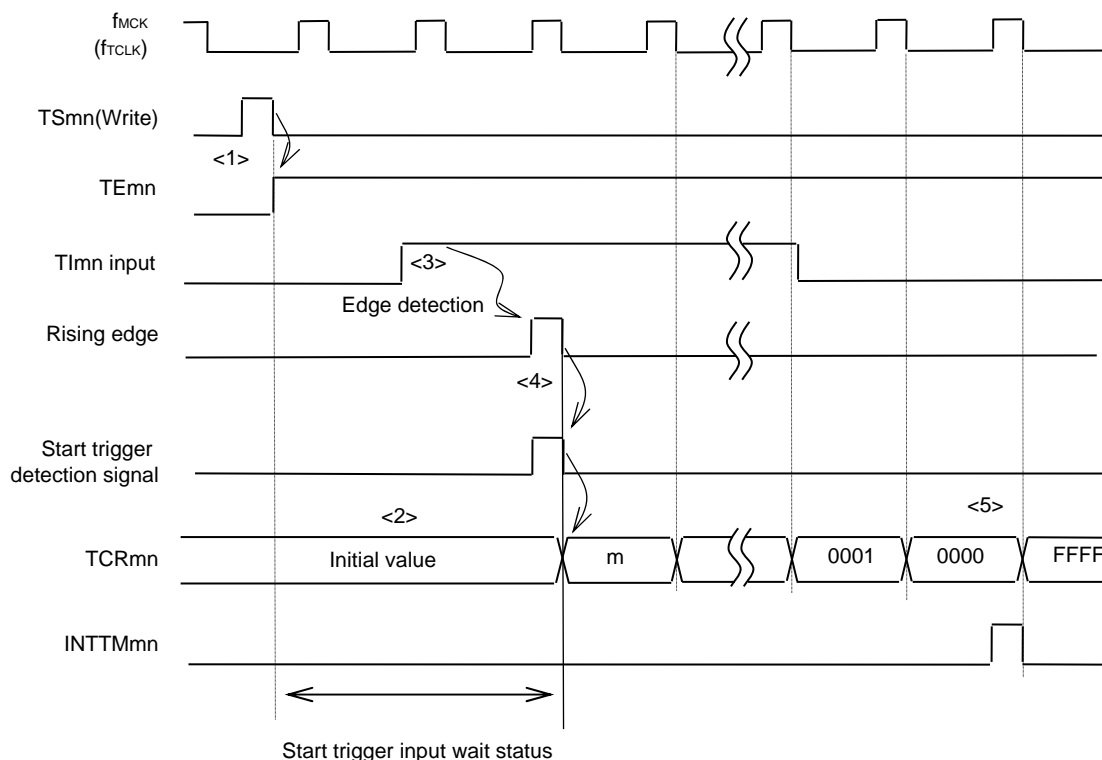 fMCK
(fTCLK)
TSmn(Write)
<1>
TEmn
TImn input
<3>
Edge detection
Rising edge
<4>
Start trigger
detection signal
<2>
<5>
TCRmn
Initial value
m
0001
0000
FFFF
INTTMmn
Start trigger input wait status